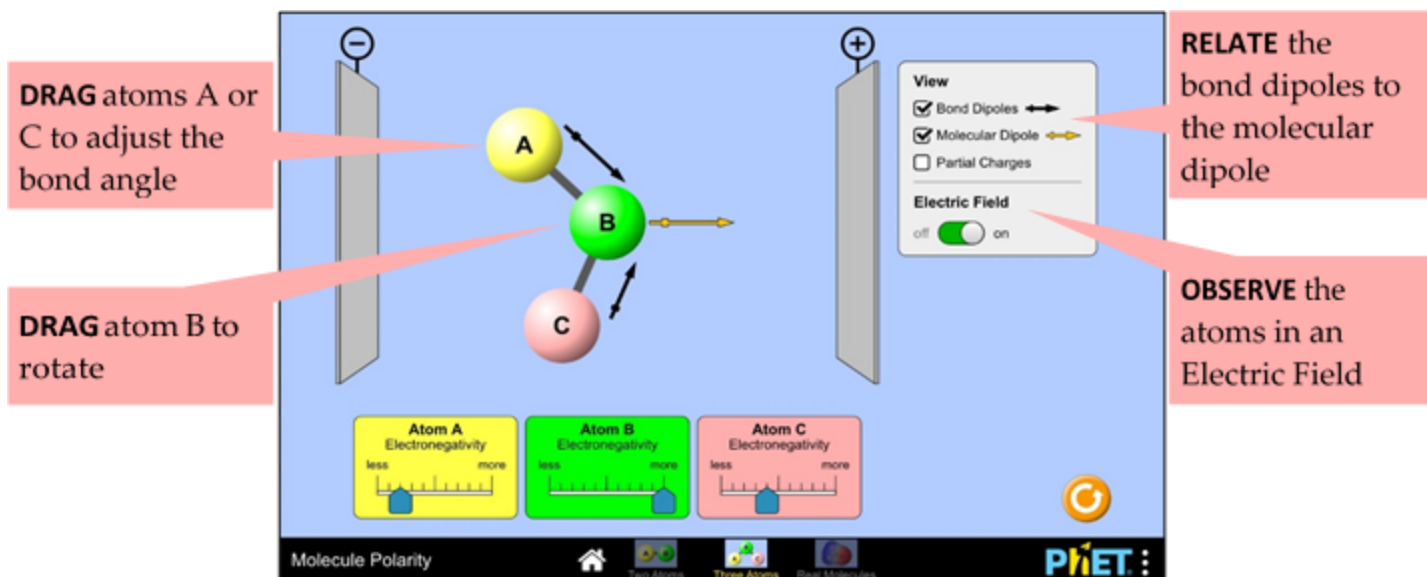 DRAG atoms A or
C to adjust the
bond angle
DRAG atom B to
rotate
−
+
A
B
C
View
Bond Dipoles
Molecular Dipole
Partial Charges
Electric Field
off on
RELATE the
bond dipoles to
the molecular
dipole
OBSERVE the
atoms in an
Electric Field
Atom A
Electronegativity
less more
Atom B
Electronegativity
less more
Atom C
Electronegativity
less more
Molecule Polarity
A B
Two Atoms
Three Atoms
Real Molecules
PhET